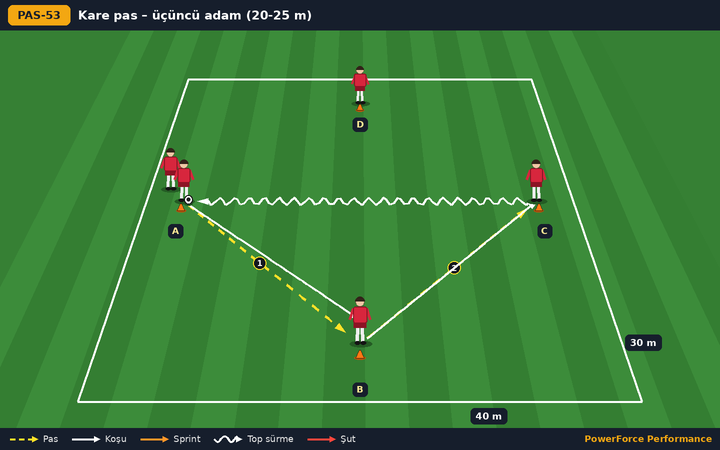 PAS-53 Kare pas – üçüncü adam (20-25 m)
D
A
C
1
2
B
30 m
40 m
Pas Koşu Sprint Top sürme Şut PowerForce Performance